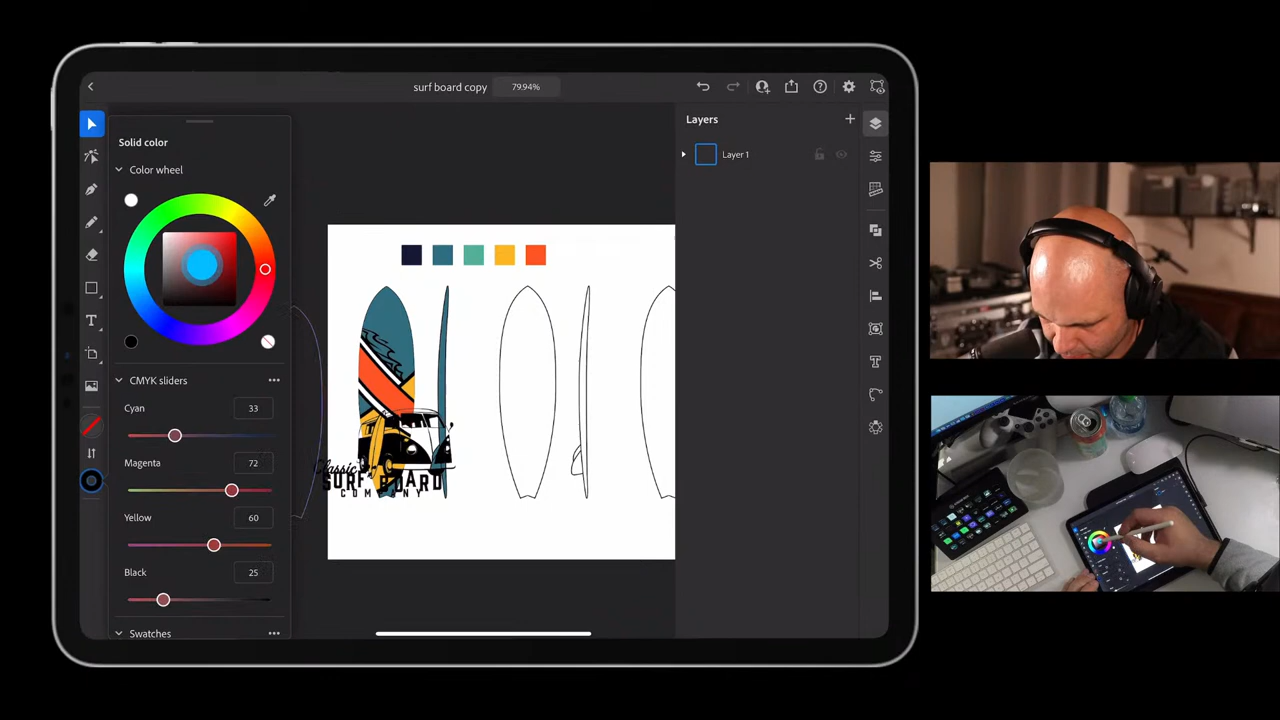 surf board copy
79.94%
Layers
Layer 1
Solid color
Color wheel
CMYK sliders
Cyan
33
Magenta
72
Yellow
60
Black
25
Swatches
Classic
SURF BOARD
COMPANY